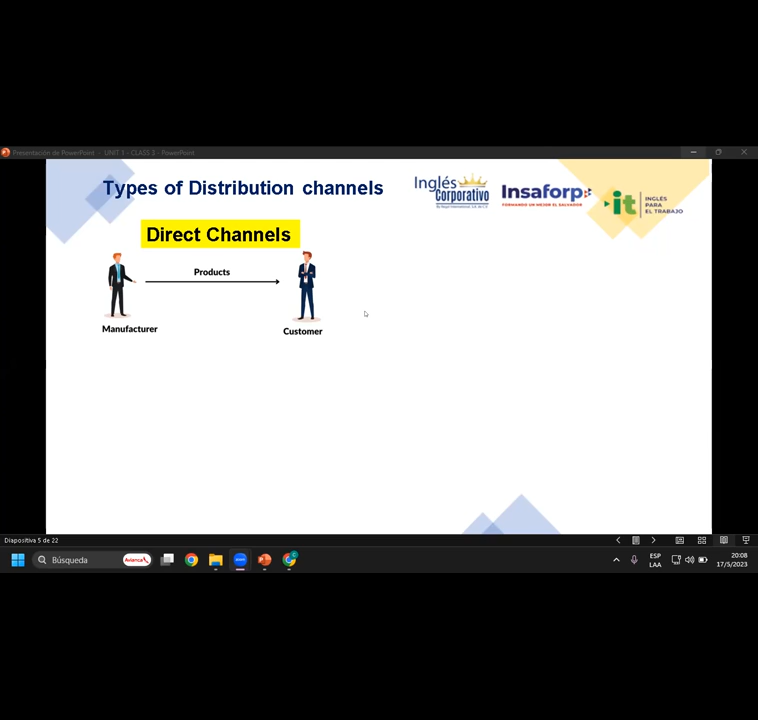 Presentación de PowerPoint - UNIT 1 - CLASS 2 - PowerPoint
Types of Distribution channels
Inglés
Corporativo
Insaforp
FORMANDO UN MEJOR EL SALVADOR
it
INGLÉS
PARA
EL TRABAJO
Direct Channels
Products
Manufacturer
Customer
Diapositiva 5 de 22
Búsqueda
ESP
LAA
20:08
17/5/2023